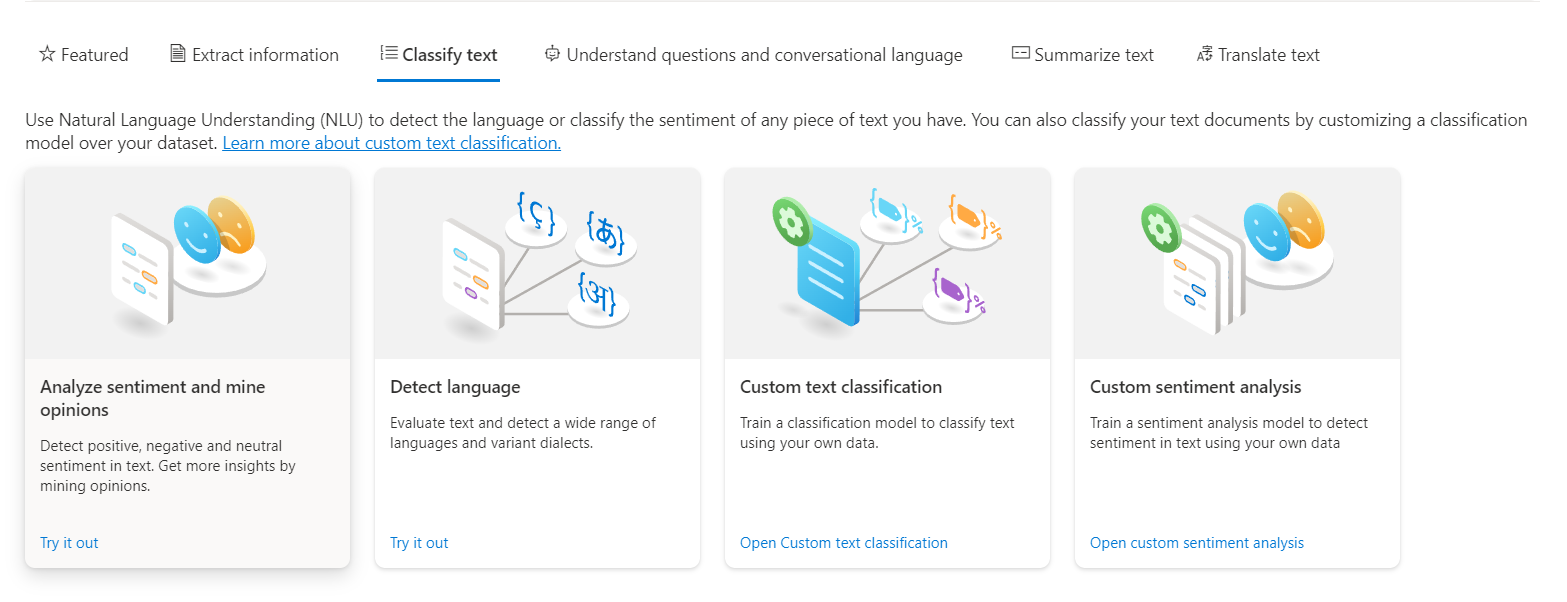 Featured
Extract information
Classify text
Understand questions and conversational language
Summarize text
Translate text
Use Natural Language Understanding (NLU) to detect the language or classify the sentiment of any piece of text you have. You can also classify your text documents by customizing a classification
model over your dataset. Learn more about custom text classification.
Analyze sentiment and mine
opinions
Detect positive, negative and neutral
sentiment in text. Get more insights by
mining opinions.
Try it out
{ç}
{あ}
{अ}
Detect language
Evaluate text and detect a wide range of
languages and variant dialects.
Try it out
{ }%
{ }%
{ }%
Custom text classification
Train a classification model to classify text
using your own data.
Open Custom text classification
Custom sentiment analysis
Train a sentiment analysis model to detect
sentiment in text using your own data
Open custom sentiment analysis